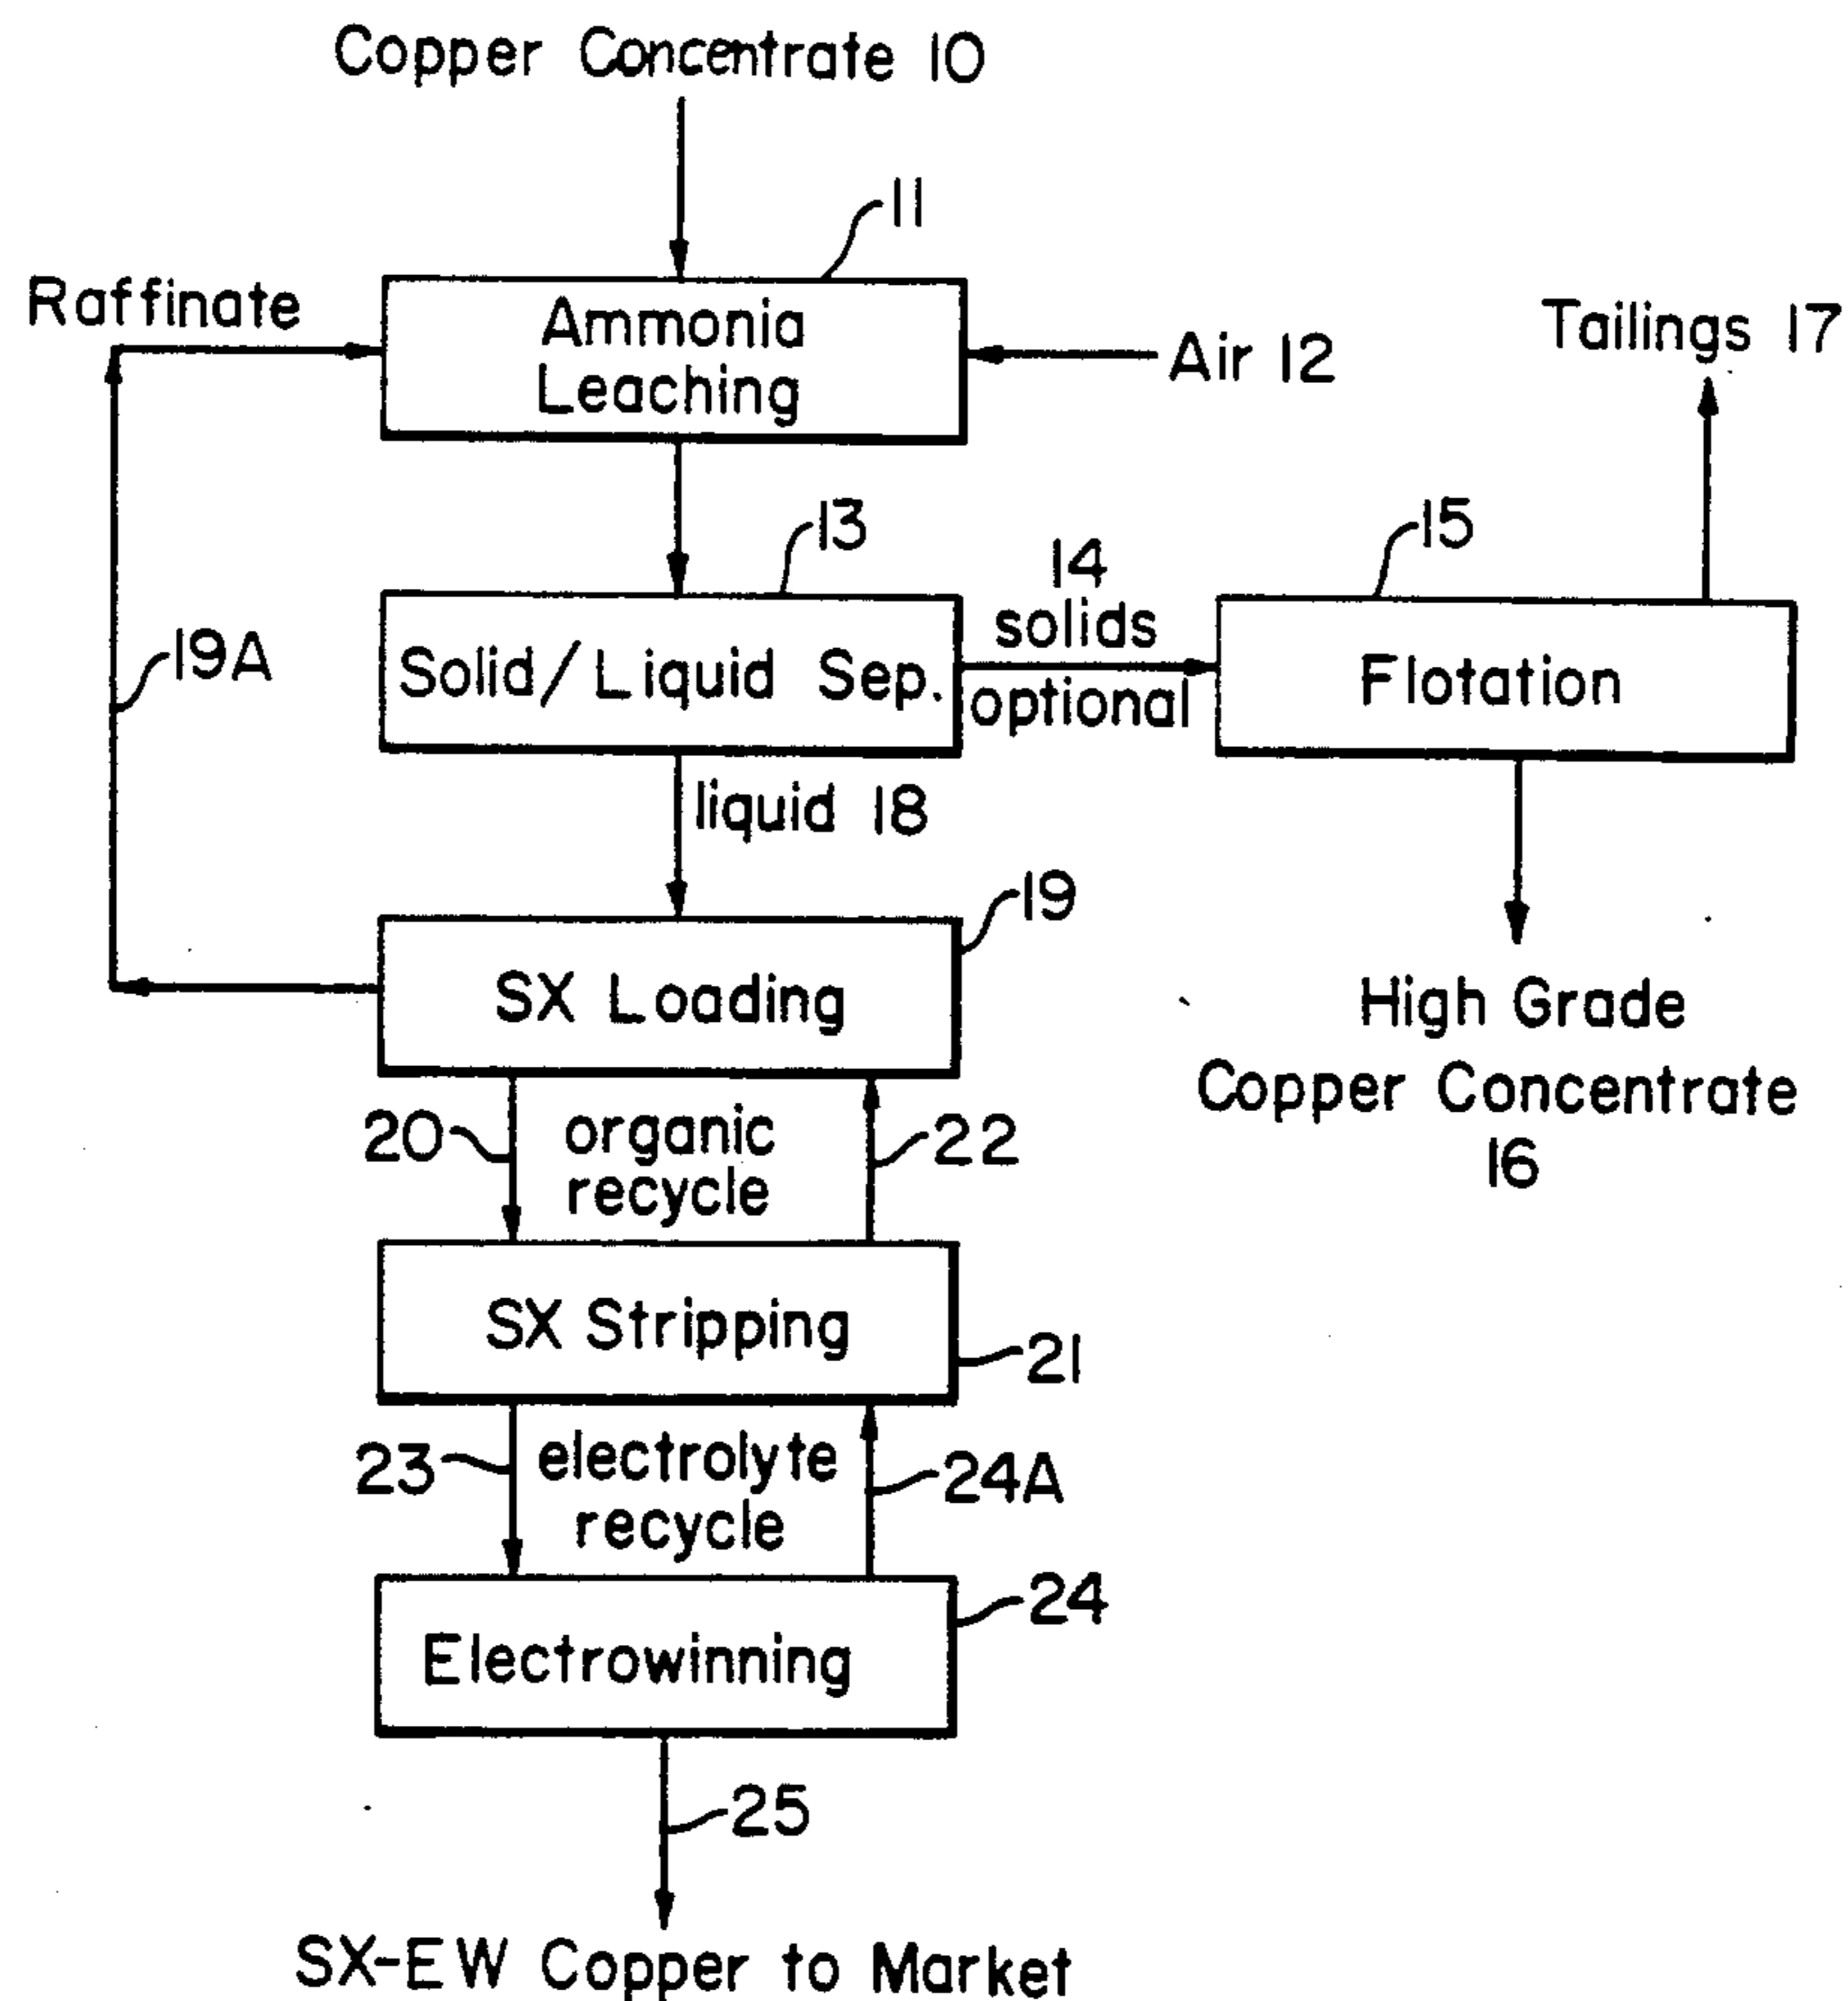 Copper Concentrate 10
11
Raffinate
Ammonia
Leaching
Air 12
Tailings 17
13
14
solids
optional
15
19A
Solid/Liquid Sep.
Flotation
liquid 18
19
SX Loading
High Grade
Copper Concentrate
16
20
organic
recycle
22
SX Stripping
21
23
electrolyte
recycle
24A
24
Electrowinning
25
SX-EW Copper to Market